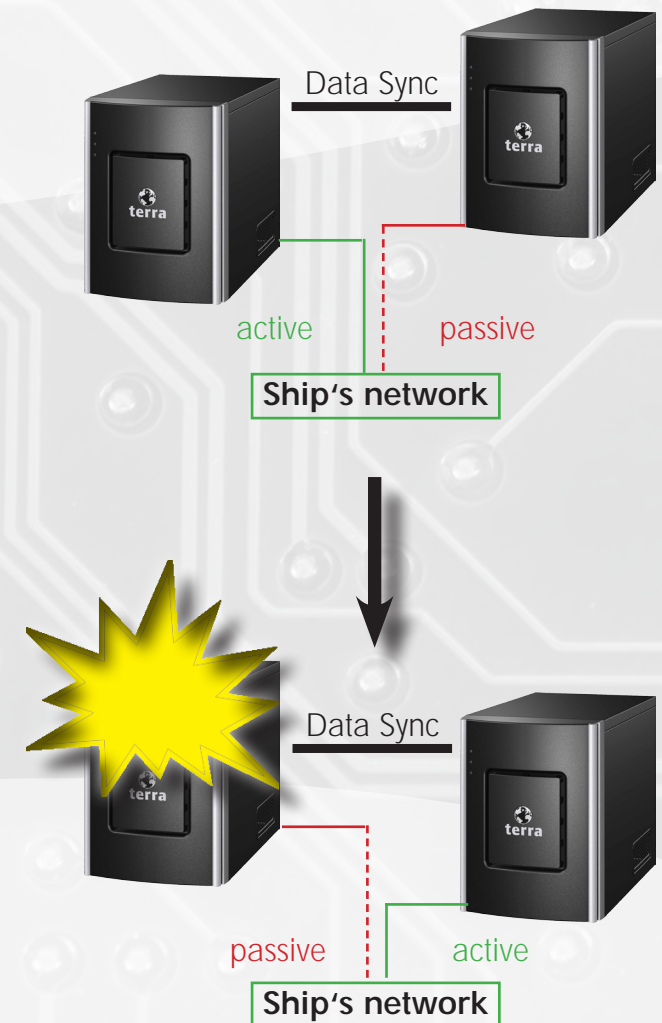 Data Sync
terra
terra
active
passive
Ship's network
Data Sync
terra
terra
passive
active
Ship's network